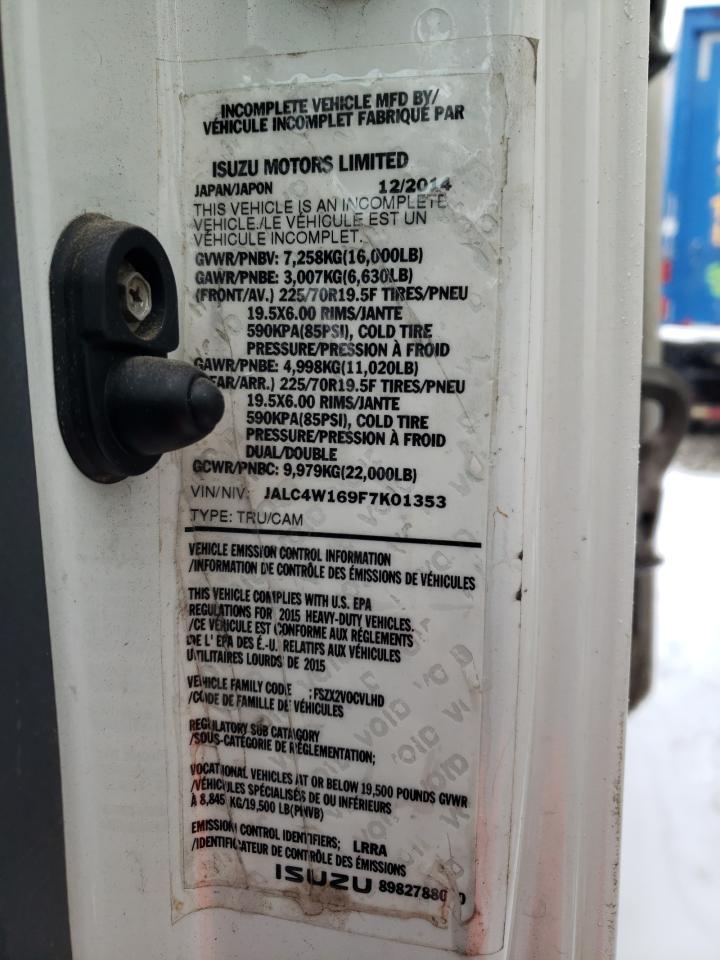 INCOMPLETE VEHICLE MFD BY/
VÉHICULE INCOMPLET FABRIQUÉ PAR
ISUZU MOTORS LIMITED
JAPAN/JAPON 12/2014
THIS VEHICLE IS AN INCOMPLETE
VEHICLE./LE VÉHICULE EST UN
VÉHICULE INCOMPLET.
GVWR/PNBV: 7,258KG(16,000LB)
GAWR/PNBE: 3,007KG(6,630LB)
(FRONT/AV.) 225/70R19.5F TIRES/PNEU
19.5X6.00 RIMS/JANTE
590KPA(85PSI), COLD TIRE
PRESSURE/PRESSION À FROID
GAWR/PNBE: 4,998KG(11,020LB)
EAR/ARR.) 225/70R19.5F TIRES/PNEU
19.5X6.00 RIMS/JANTE
590KPA(85PSI), COLD TIRE
PRESSURE/PRESSION À FROID
DUAL/DOUBLE
GCWR/PNBC: 9,979KG(22,000LB)
VIN/NIV: JALC4W169F7K01353
TYPE: TRU/CAM
VEHICLE EMISSION CONTROL INFORMATION
/INFORMATION DE CONTRÔLE DES ÉMISSIONS DE VÉHICULES
THIS VEHICLE COMPLIES WITH U.S. EPA
REGULATIONS FOR 2015 HEAVY-DUTY VEHICLES.
/CE VÉHICULE EST CONFORME AUX RÉGLEMENTS
DE L' EPA DES É.-U. RELATIFS AUX VÉHICULES
UTILITAIRES LOURDS DE 2015
VEHICLE FAMILY CODE ; FSZX2VOCVLHD
/CODE DE FAMILLE DE VÉHICULES
REGULATORY SUB CATAGORY
/SOUS-CATÉGORIE DE RÉGLEMENTATION;
VOCATIONAL VEHICLES AT OR BELOW 19,500 POUNDS GVWR
/VÉHICULES SPÉCIALISÉS DE OU INFÉRIEURS
À 8,845 KG/19,500 LB(PNVB)
EMISSION CONTROL IDENTIFIERS; LRRA
/IDENTIFICATEUR DE CONTRÔLE DES ÉMISSIONS
ISUZU 89827880 0